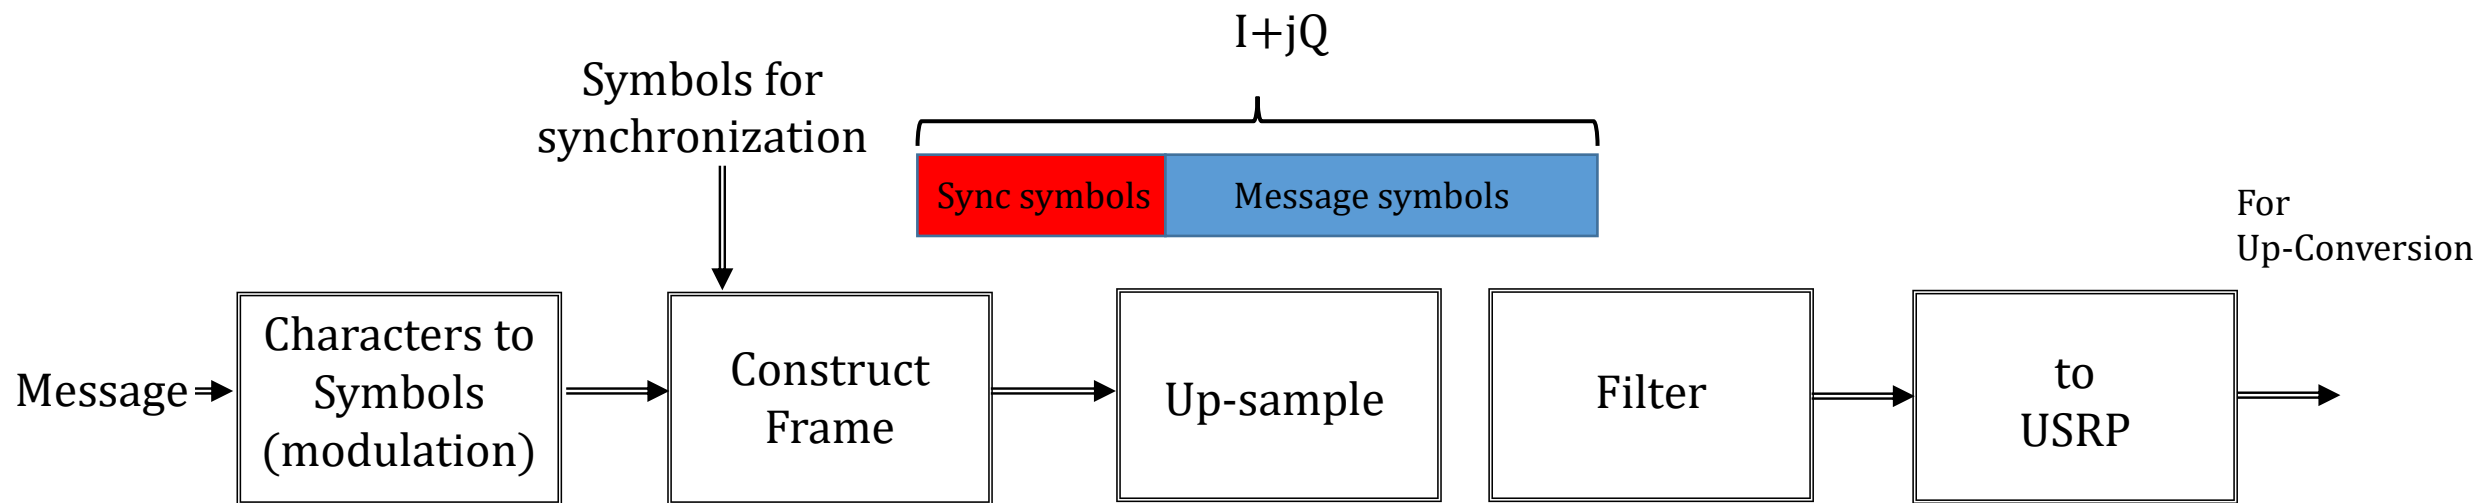 I+jQ
Symbols for
synchronization
Sync symbols
Message symbols
For
Up-Conversion
Message
Characters to
Symbols
(modulation)
Construct
Frame
Up-sample
Filter
to
USRP